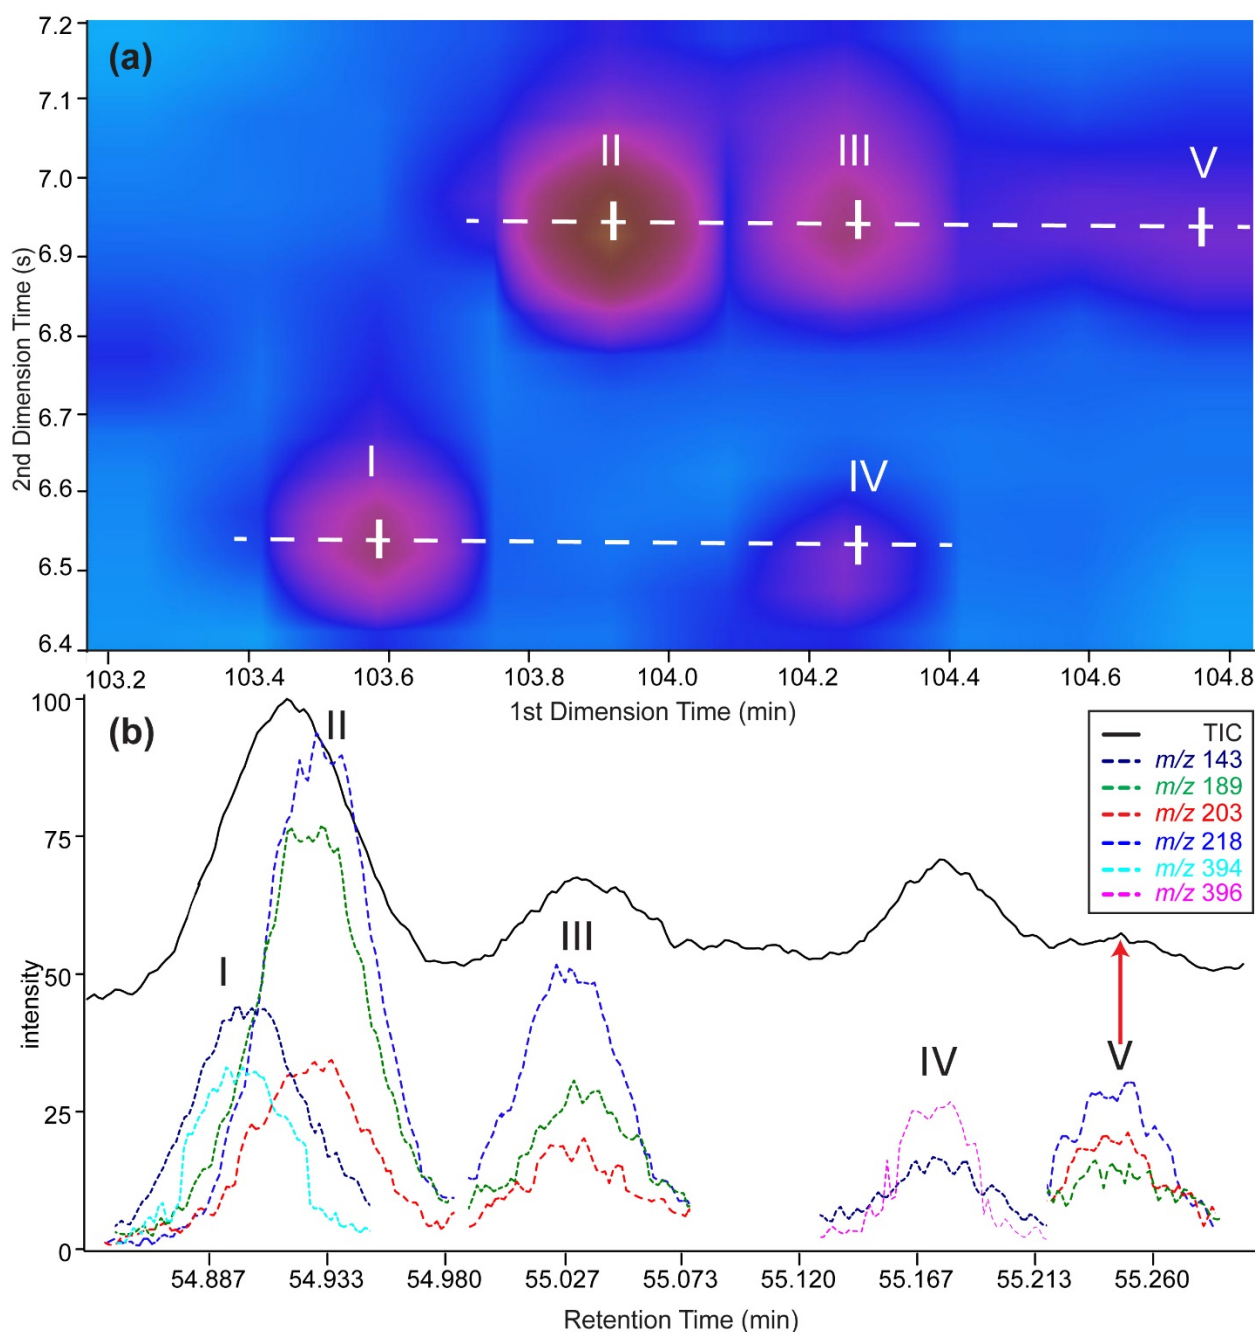 (a)
7.2
7.1
7.0
6.9
6.8
6.7
6.6
6.5
6.4
2nd Dimension Time (s)
II
III
V
I
IV
103.2
103.4
103.6
103.8
104.0
104.2
104.4
104.6
104.8
1st Dimension Time (min)
(b)
100
75
50
25
0
intensity
TIC
m/z 143
m/z 189
m/z 203
m/z 218
m/z 394
m/z 396
I
II
III
IV
V
54.887
54.933
54.980
55.027
55.073
55.120
55.167
55.213
55.260
Retention Time (min)